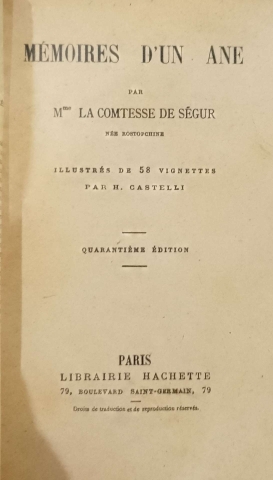 MÉMOIRES D'UN ANE
PAR
Mme LA COMTESSE DE SÉGUR
NÉE ROSTOPCHINE
ILLUSTRÉS DE 58 VIGNETTES
PAR H. CASTELLI
QUARANTIÈME ÉDITION
PARIS
LIBRAIRIE HACHETTE
79, BOULEVARD SAINT-GERMAIN, 79
Droits de traduction et de reproduction réservés.